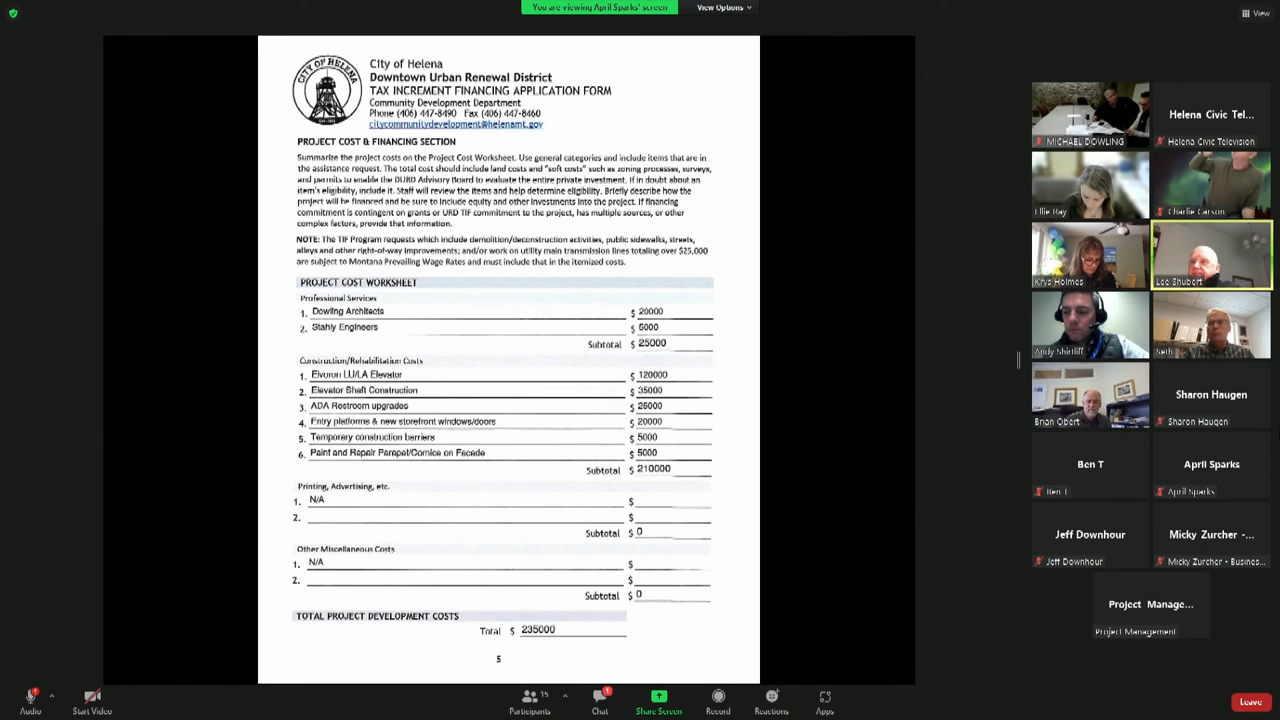 You are viewing April Sparks' screen
View Options
View
CITY OF HELENA
City of Helena
Downtown Urban Renewal District
TAX INCREMENT FINANCING APPLICATION FORM
Community Development Department
Phone (406) 447-8490 Fax (406) 447-8460
citycommunitydevelopment@helenamt.gov
PROJECT COST & FINANCING SECTION
Summarize the project costs on the Project Cost Worksheet. Use general categories and include items that are in
the assistance request. The total cost should include land costs and "soft costs" such as zoning processes, surveys,
and permits to enable the DURD Advisory Board to evaluate the entire private investment. If in doubt about an
item's eligibility, include it. Staff will review the items and help determine eligibility. Briefly describe how the
project will be financed and be sure to include equity and other investments into the project. If financing
commitment is contingent on grants or URD TIF commitment to the project, has multiple sources, or other
complex factors, provide that information.
NOTE: The TIF Program requests which include demolition/deconstruction activities, public sidewalks, streets,
alleys and other right-of-way improvements; and/or work on utility main transmission lines totaling over $25,000
are subject to Montana Prevailing Wage Rates and must include that in the itemized costs.
PROJECT COST WORKSHEET
Professional Services
1. Dowling Architects $ 20000
2. Stahly Engineers $ 5000
Subtotal $ 25000
Construction/Rehabilitation Costs
1. LU/LA Elevator $ 120000
2. Elevator Shaft Construction $ 35000
3. ADA Restroom upgrades $ 25000
4. Entry platforms & new storefront windows/doors $ 20000
5. Temporary construction barriers $ 5000
6. Paint and Repair Parapet/Cornice on Facade $ 5000
Subtotal $ 210000
Printing, Advertising, etc.
1. N/A $
2. $
Subtotal $ 0
Other Miscellaneous Costs
1. N/A $
2. $
Subtotal $ 0
TOTAL PROJECT DEVELOPMENT COSTS
Total $ 235000
5
MICHAEL DOWLING
Helena Civic Tel...
Helena Civic Television
Ellie Ray
Charlie Carson
Krys Holmes
Lee Shubert
Andy Shirtliff
Seth
Brian Obert
Sharon Haugen
Sharon Haugen
Ben T
Ben T
April Sparks
April Sparks
Jeff Downhour
Jeff Downhour
Micky Zurcher -...
Micky Zurcher - Busines...
Project Manage...
Project Management
Audio
Start Video
15
Participants
1
Chat
Share Screen
Record
Reactions
Apps
Leave